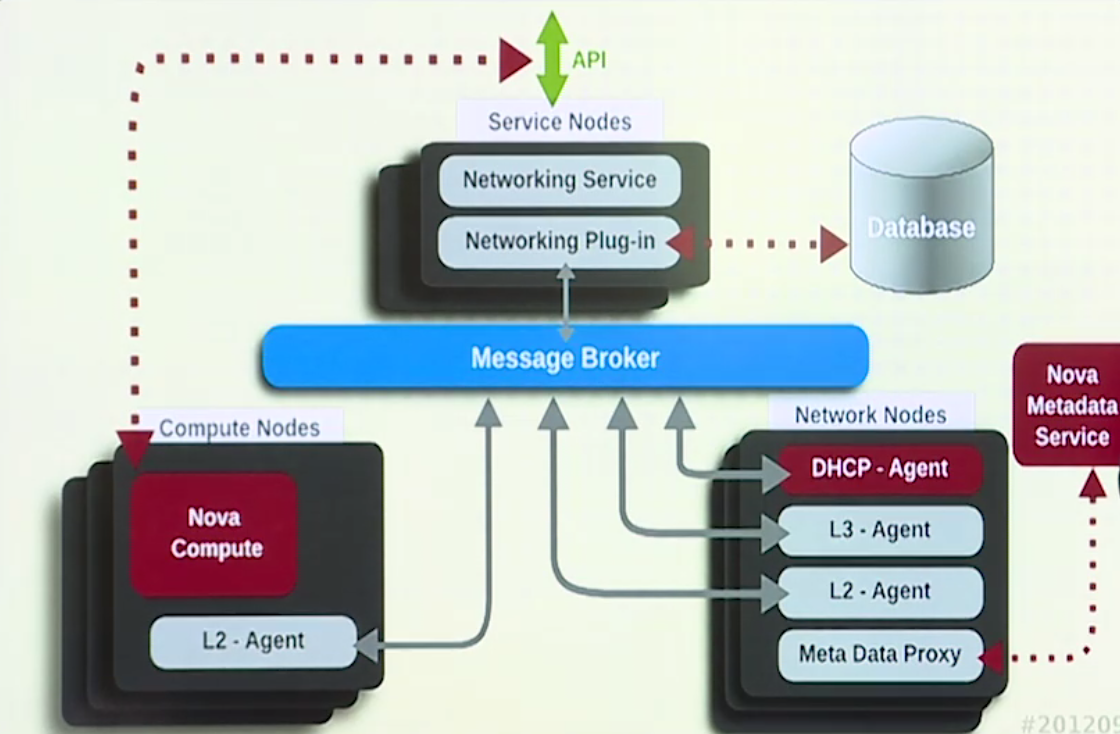 API
Service Nodes
Networking Service
Networking Plug-in
Database
Message Broker
Compute Nodes
Nova
Compute
L2 - Agent
Network Nodes
DHCP - Agent
L3 - Agent
L2 - Agent
Meta Data Proxy
Nova
Metadata
Service
#201209